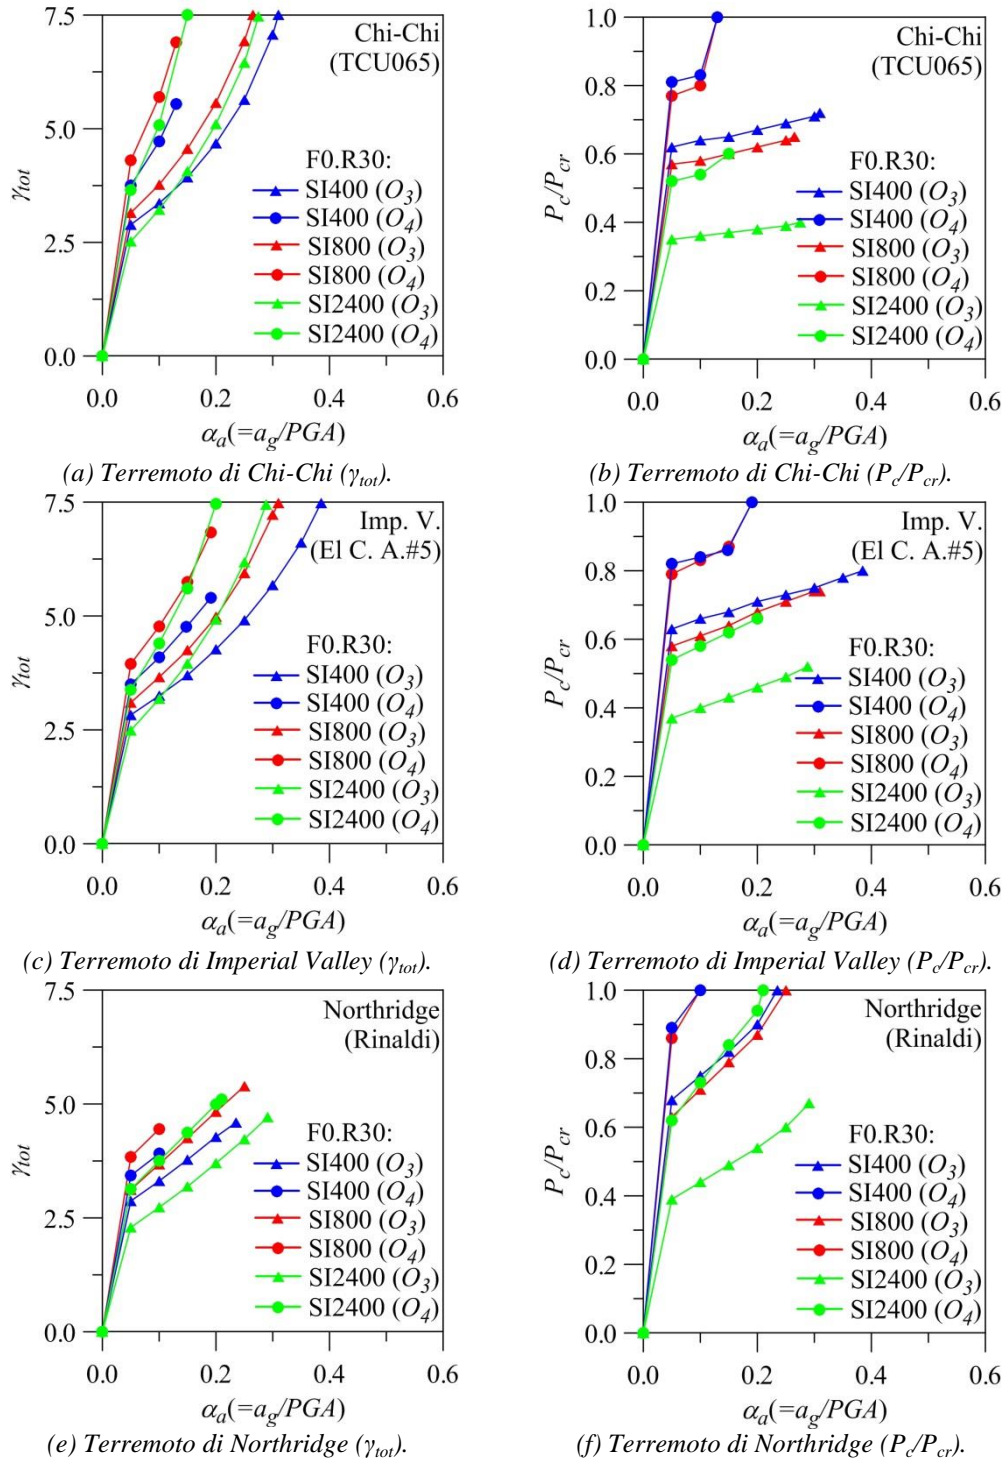 7.5
5.0
2.5
0.0
γtot
Chi-Chi
(TCU065)
F0.R30:
SI400 (O3)
SI400 (O4)
SI800 (O3)
SI800 (O4)
SI2400 (O3)
SI2400 (O4)
0.0 0.2 0.4 0.6
αa(=ag/PGA)
(a) Terremoto di Chi-Chi (γtot).
1.0
0.8
0.6
0.4
0.2
0.0
Pc/Pcr
Chi-Chi
(TCU065)
F0.R30:
SI400 (O3)
SI400 (O4)
SI800 (O3)
SI800 (O4)
SI2400 (O3)
SI2400 (O4)
0.0 0.2 0.4 0.6
αa(=ag/PGA)
(b) Terremoto di Chi-Chi (Pc/Pcr).
7.5
5.0
2.5
0.0
γtot
Imp. V.
(El C. A.#5)
F0.R30:
SI400 (O3)
SI400 (O4)
SI800 (O3)
SI800 (O4)
SI2400 (O3)
SI2400 (O4)
0.0 0.2 0.4 0.6
αa(=ag/PGA)
(c) Terremoto di Imperial Valley (γtot).
1.0
0.8
0.6
0.4
0.2
0.0
Pc/Pcr
Imp. V.
(El C. A.#5)
F0.R30:
SI400 (O3)
SI400 (O4)
SI800 (O3)
SI800 (O4)
SI2400 (O3)
SI2400 (O4)
0.0 0.2 0.4 0.6
αa(=ag/PGA)
(d) Terremoto di Imperial Valley (Pc/Pcr).
7.5
5.0
2.5
0.0
γtot
Northridge
(Rinaldi)
F0.R30:
SI400 (O3)
SI400 (O4)
SI800 (O3)
SI800 (O4)
SI2400 (O3)
SI2400 (O4)
0.0 0.2 0.4 0.6
αa(=ag/PGA)
(e) Terremoto di Northridge (γtot).
1.0
0.8
0.6
0.4
0.2
0.0
Pc/Pcr
Northridge
(Rinaldi)
F0.R30:
SI400 (O3)
SI400 (O4)
SI800 (O3)
SI800 (O4)
SI2400 (O3)
SI2400 (O4)
0.0 0.2 0.4 0.6
αa(=ag/PGA)
(f) Terremoto di Northridge (Pc/Pcr).